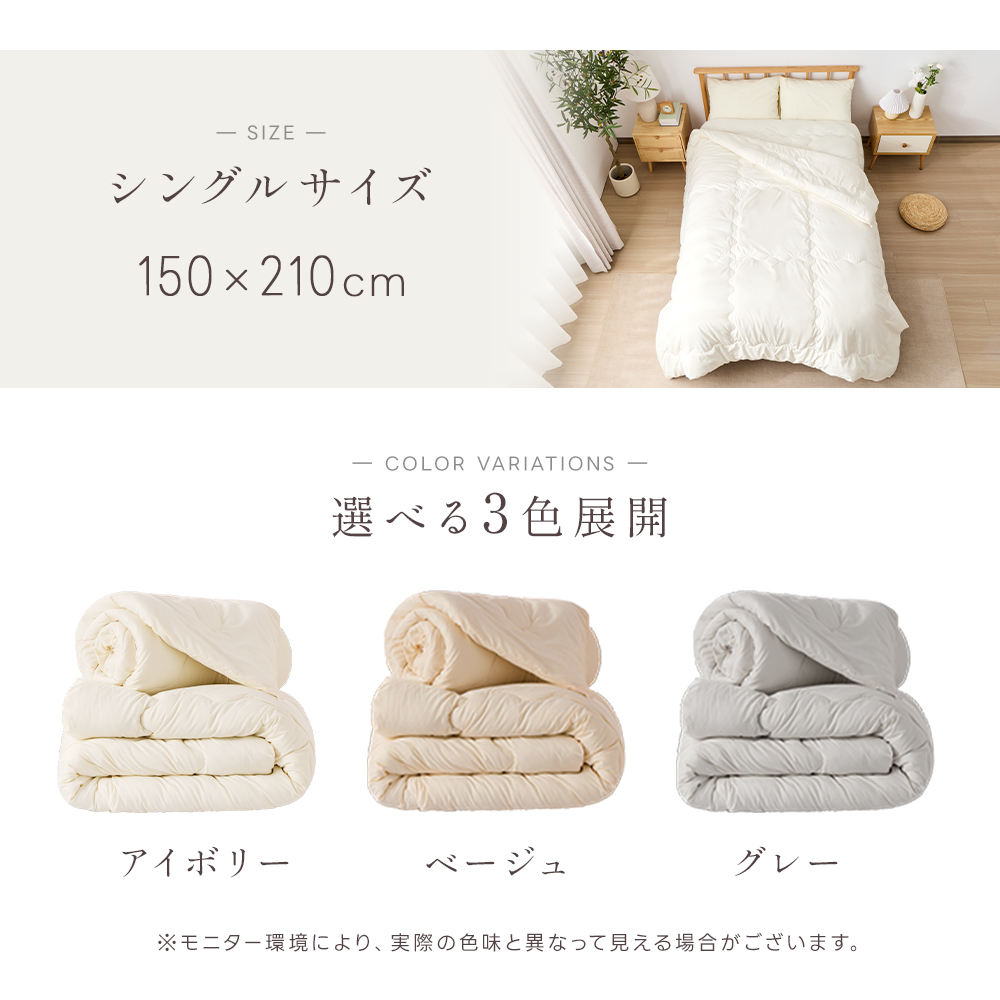 — SIZE —
シングルサイズ
150×210cm
— COLOR VARIATIONS —
選べる3色展開
アイボリー
ベージュ
グレー
※モニター環境により、実際の色味と異なって見える場合がございます。